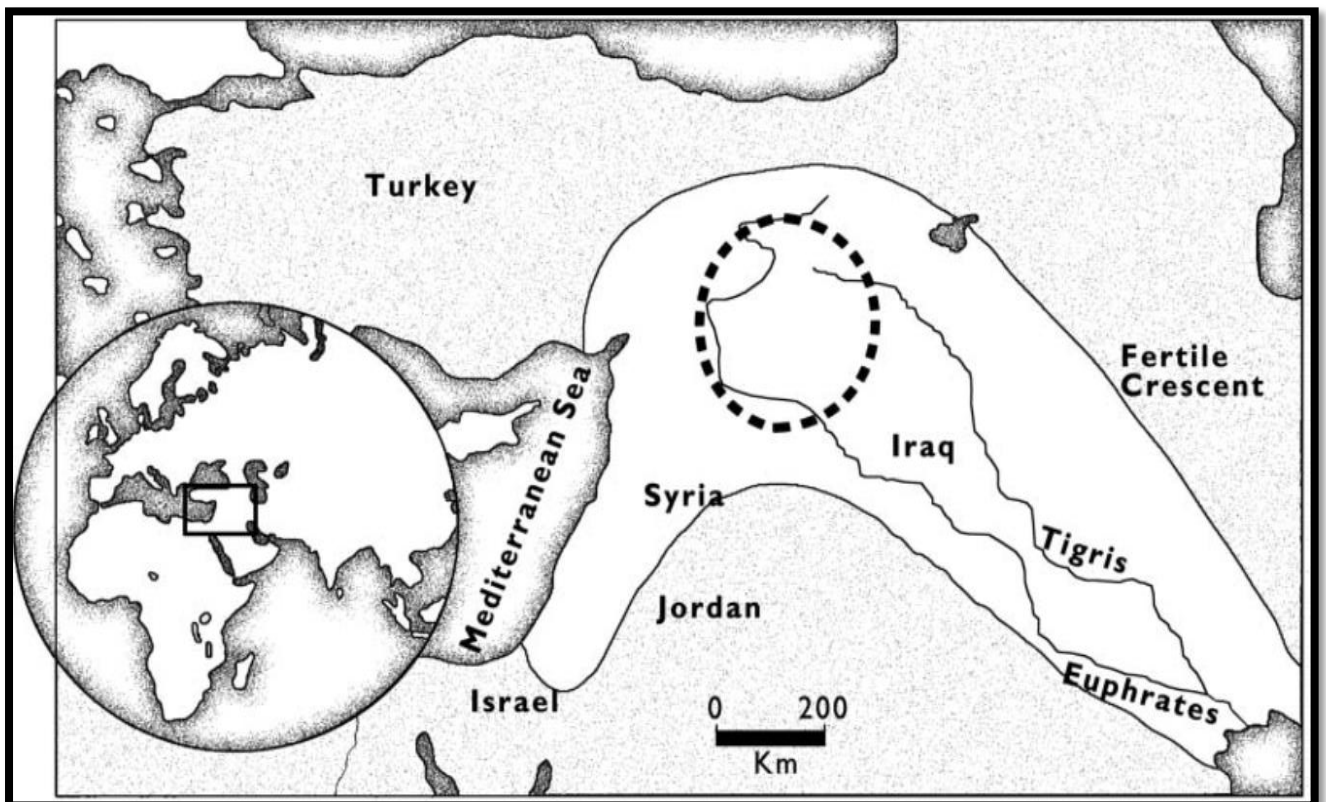 Turkey
Fertile
Crescent
Mediterranean Sea
Iraq
Syria
Tigris
Jordan
Euphrates
Israel
0 200
Km